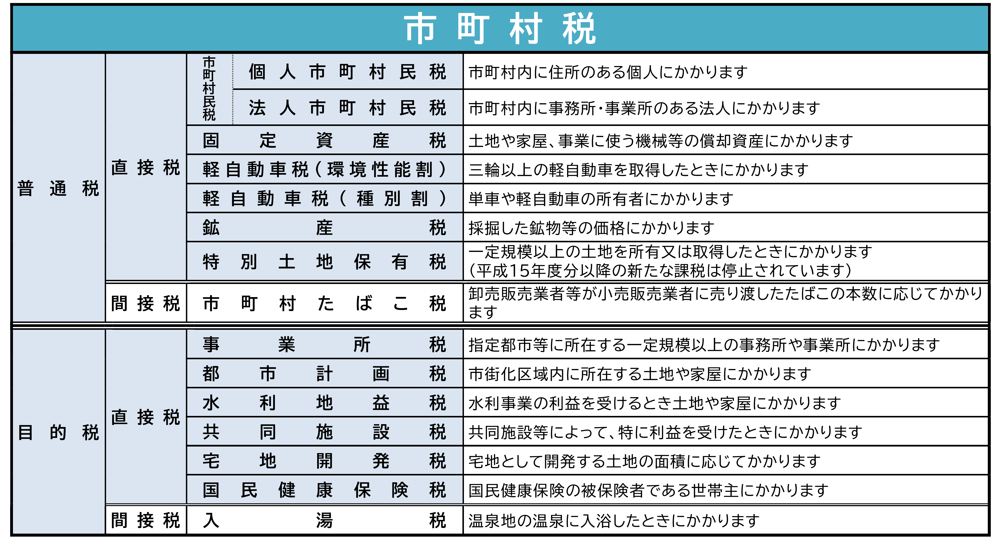 市町村税
普通税
直接税
市町村民税
個人市町村民税
市町村内に住所のある個人にかかります
法人市町村民税
市町村内に事務所・事業所のある法人にかかります
固定資産税
土地や家屋、事業に使う機械等の償却資産にかかります
軽自動車税（環境性能割）
三輪以上の軽自動車を取得したときにかかります
軽自動車税（種別割）
単車や軽自動車の所有者にかかります
鉱産税
採掘した鉱物等の価格にかかります
特別土地保有税
一定規模以上の土地を所有又は取得したときにかかります
（平成15年度分以降の新たな課税は停止されています）
間接税
市町村たばこ税
卸売販売業者等が小売販売業者に売り渡したたばこの本数に応じてかかり
ます
目的税
直接税
事業所税
指定都市等に所在する一定規模以上の事務所や事業所にかかります
都市計画税
市街化区域内に所在する土地や家屋にかかります
水利地益税
水利事業の利益を受けるとき土地や家屋にかかります
共同施設税
共同施設等によって、特に利益を受けたときにかかります
宅地開発税
宅地として開発する土地の面積に応じてかかります
国民健康保険税
国民健康保険の被保険者である世帯主にかかります
間接税
入湯税
温泉地の温泉に入浴したときにかかります